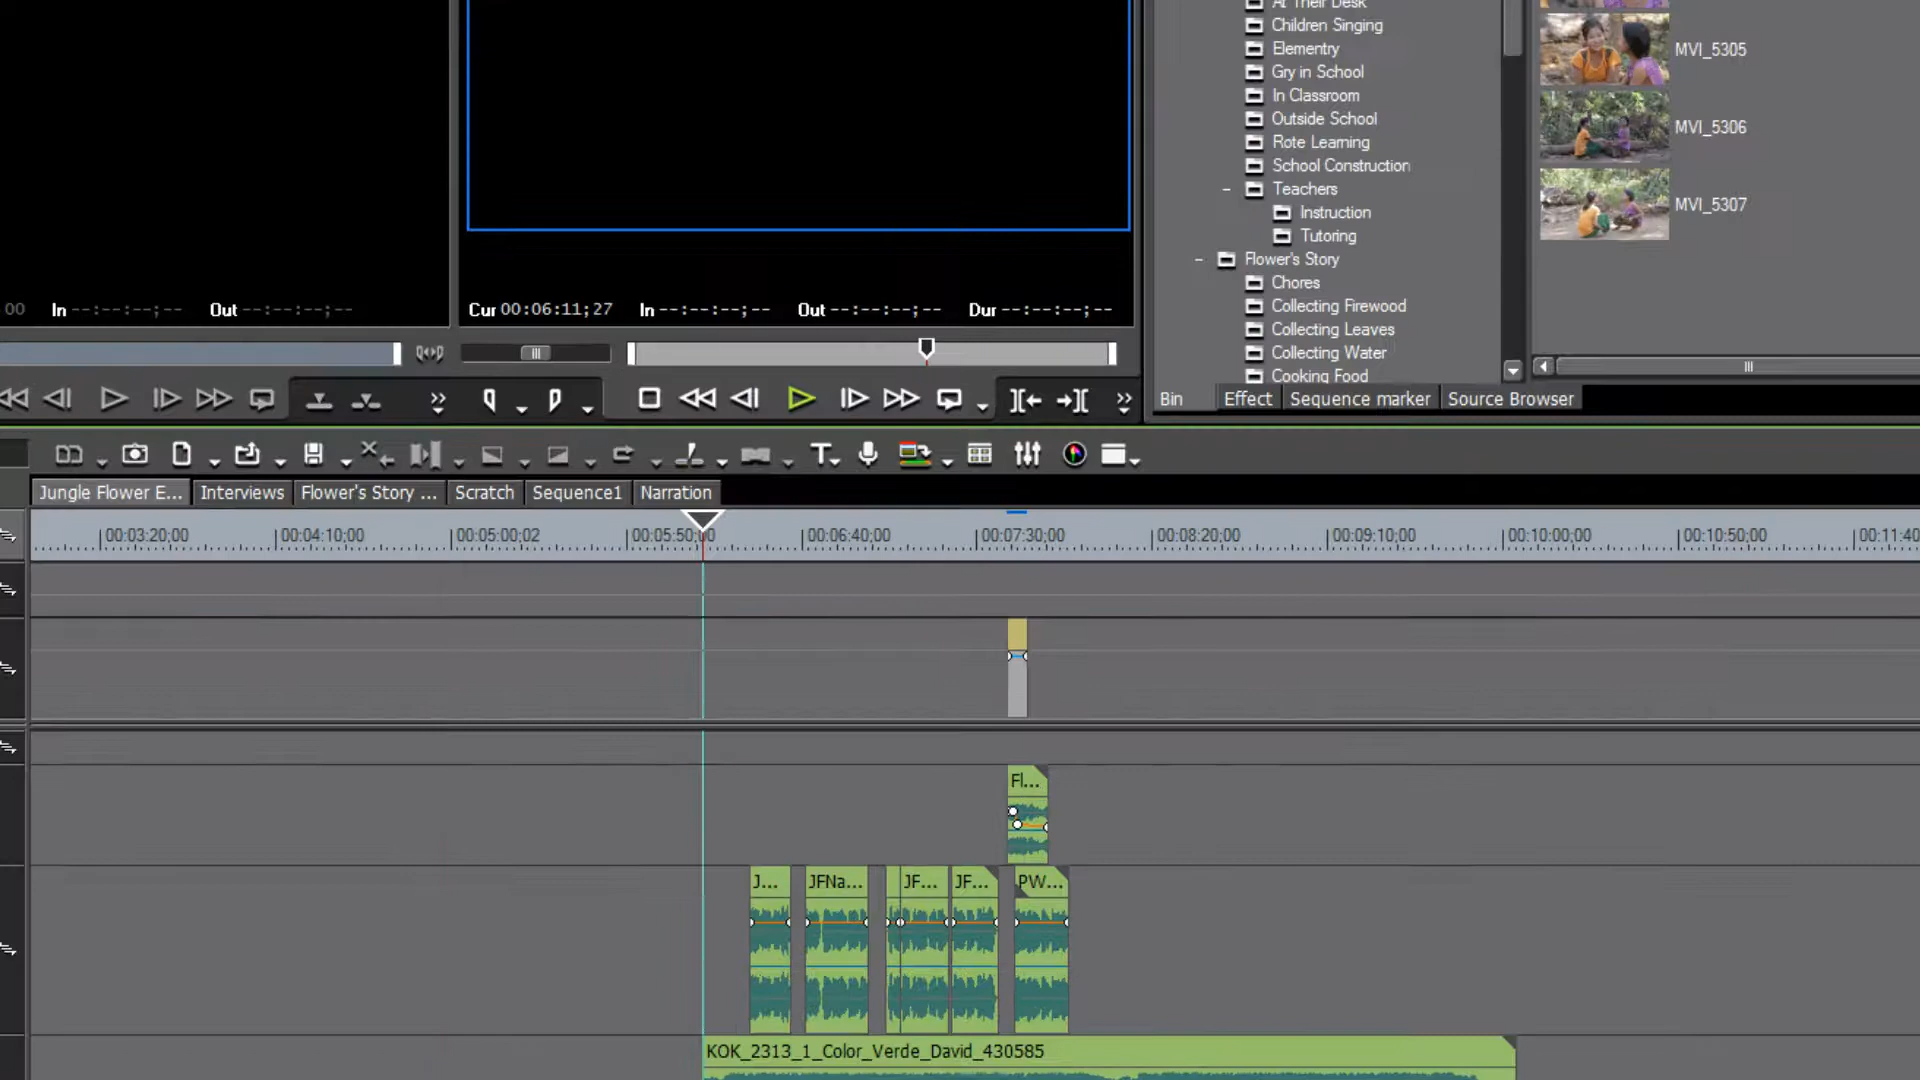 At Their Desk
Children Singing
Elementry
Gry in School
In Classroom
Outside School
Rote Learning
School Construction
Teachers
Instruction
Tutoring
Flower's Story
Chores
Collecting Firewood
Collecting Leaves
Collecting Water
Cooking Food
MVI_5305
MVI_5306
MVI_5307
00 In --:--:--;-- Out --:--:--;--
Cur 00:06:11;27 In --:--:--;-- Out --:--:--;-- Dur --:--:--;--
Bin Effect Sequence marker Source Browser
Jungle Flower E... Interviews Flower's Story ... Scratch Sequence1 Narration
00:03:20;00 00:04:10;00 00:05:00;02 00:05:50;00 00:06:40;00 00:07:30;00 00:08:20;00 00:09:10;00 00:10:00;00 00:10:50;00 00:11:40
Fl...
J... JFNa... JF... JF... PW...
KOK_2313_1_Color_Verde_David_430585